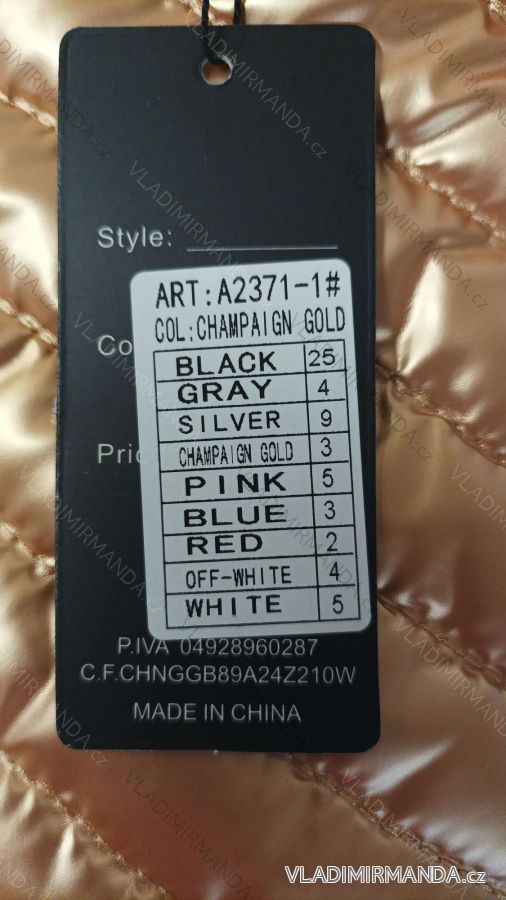 Style:
Co
Pric
ART:A2371-1#
COL:CHAMPAIGN GOLD
BLACK 25
GRAY 4
SILVER 9
CHAMPAIGN GOLD 3
PINK 5
BLUE 3
RED 2
OFF-WHITE 4
WHITE 5
P.IVA 04928960287
C.F.CHNGGB89A24Z210W
MADE IN CHINA
VLADIMIRMANDA.cz